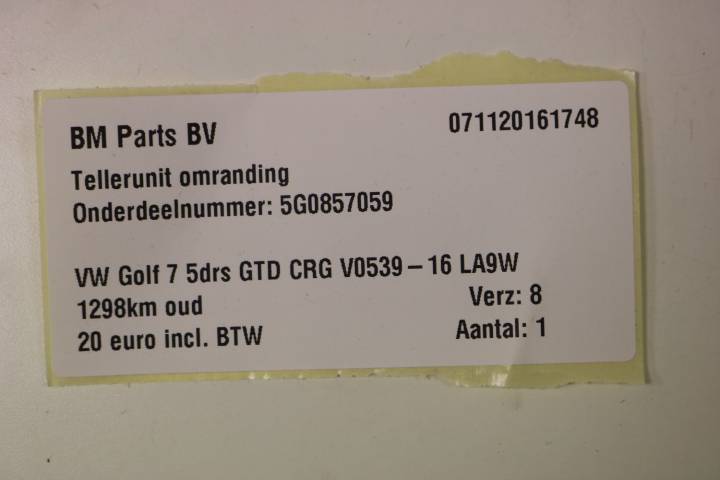 BM Parts BV 071120161748
Tellerunit omranding
Onderdeelnummer: 5G0857059
VW Golf 7 5drs GTD CRG V0539 – 16 LA9W
1298km oud Verz: 8
20 euro incl. BTW Aantal: 1